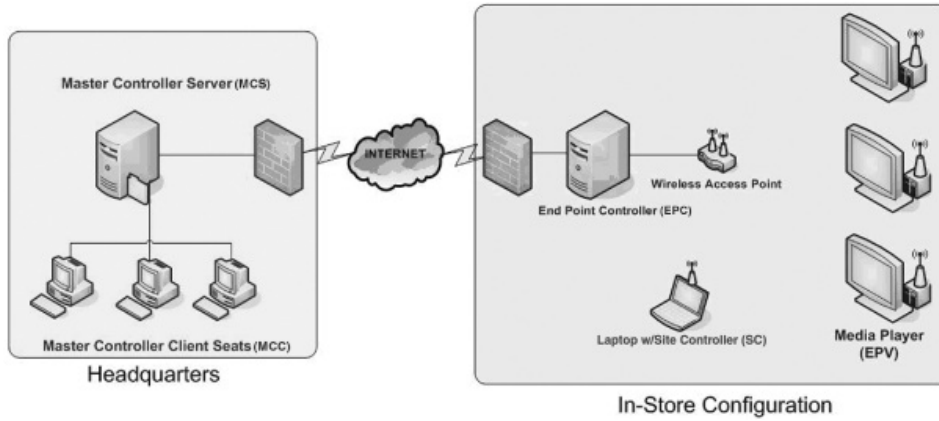 Master Controller Server (MCS)
INTERNET
Wireless Access Point
End Point Controller (EPC)
Laptop w/Site Controller (SC)
Media Player
(EPV)
Master Controller Client Seats (MCC)
Headquarters
In-Store Configuration